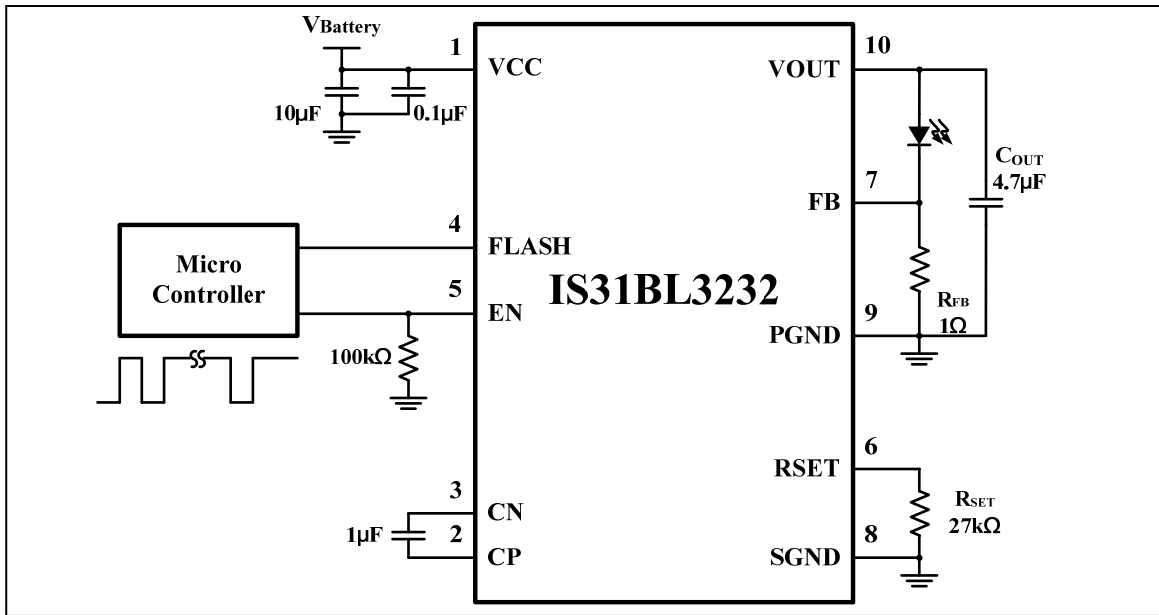 VBattery
1
VCC
10µF
0.1µF
10
VOUT
COUT
4.7µF
7
FB
4
FLASH
Micro
Controller
5
EN
IS31BL3232
RFB
1Ω
9
PGND
100kΩ
6
RSET
RSET
27kΩ
3
CN
1µF
2
CP
8
SGND